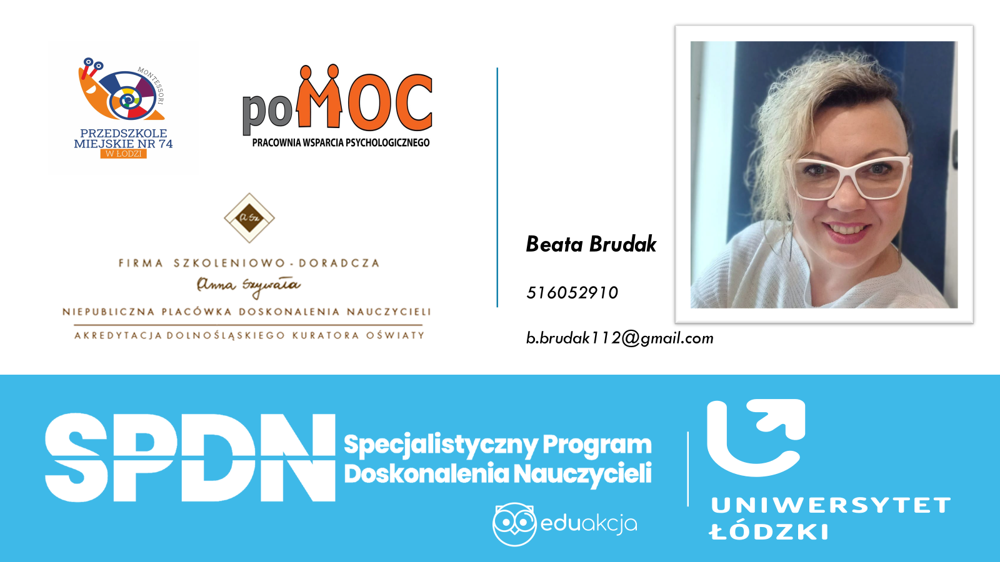 MONTESSORI
PRZEDSZKOLE
MIEJSKIE NR 74
W ŁODZI
poMOC
PRACOWNIA WSPARCIA PSYCHOLOGICZNEGO
A Sz
FIRMA SZKOLENIOWO-DORADCZA
Anna Szywała
NIEPUBLICZNA PLACÓWKA DOSKONALENIA NAUCZYCIELI
AKREDYTACJA DOLNOŚLĄSKIEGO KURATORA OŚWIATY
Beata Brudak
516052910
b.brudak112@gmail.com
SPDN
Specjalistyczny Program
Doskonalenia Nauczycieli
eduakcja
UNIWERSYTET
ŁÓDZKI